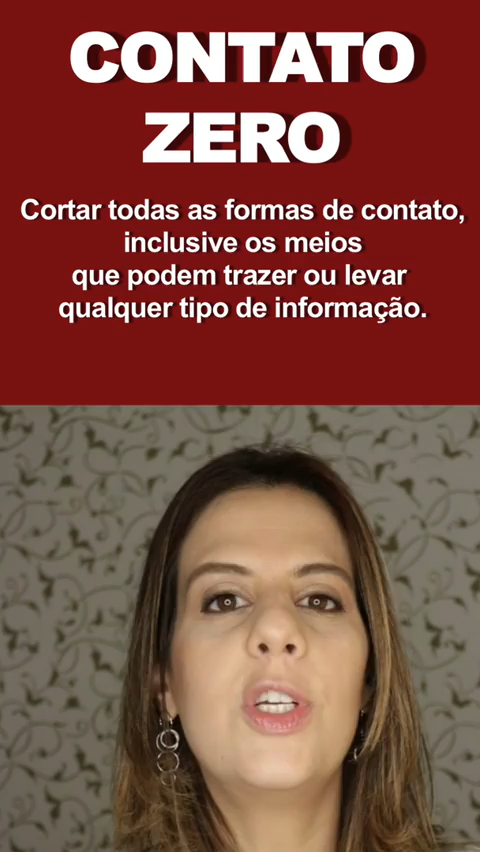 CONTATO
ZERO
Cortar todas as formas de contato,
inclusive os meios
que podem trazer ou levar
qualquer tipo de informação.